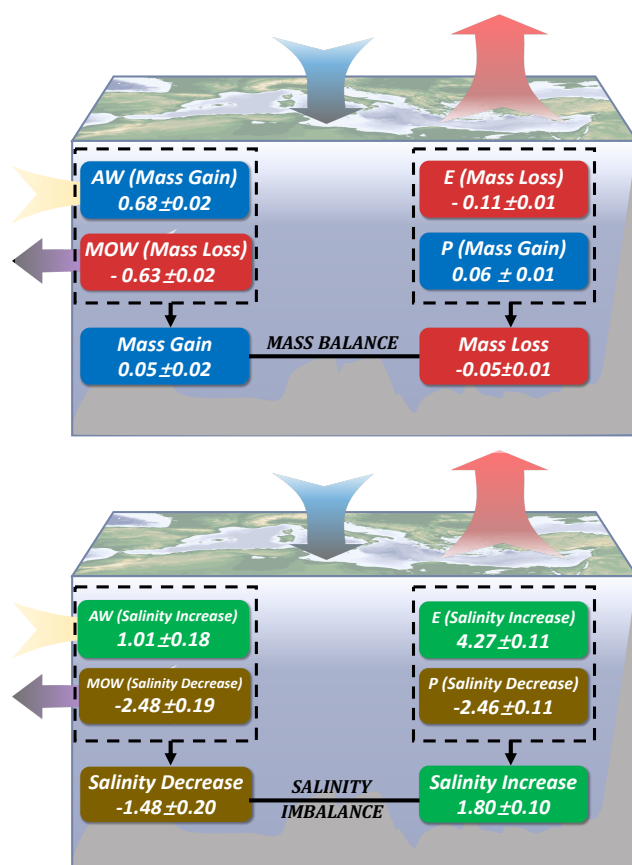 AW (Mass Gain)
0.68±0.02
MOW (Mass Loss)
- 0.63±0.02
Mass Gain
0.05±0.02
MASS BALANCE
E (Mass Loss)
- 0.11±0.01
P (Mass Gain)
0.06 ± 0.01
Mass Loss
-0.05±0.01
AW (Salinity Increase)
1.01±0.18
MOW (Salinity Decrease)
-2.48±0.19
Salinity Decrease
-1.48±0.20
SALINITY
IMBALANCE
E (Salinity Increase)
4.27±0.11
P (Salinity Decrease)
-2.46±0.11
Salinity Increase
1.80±0.10